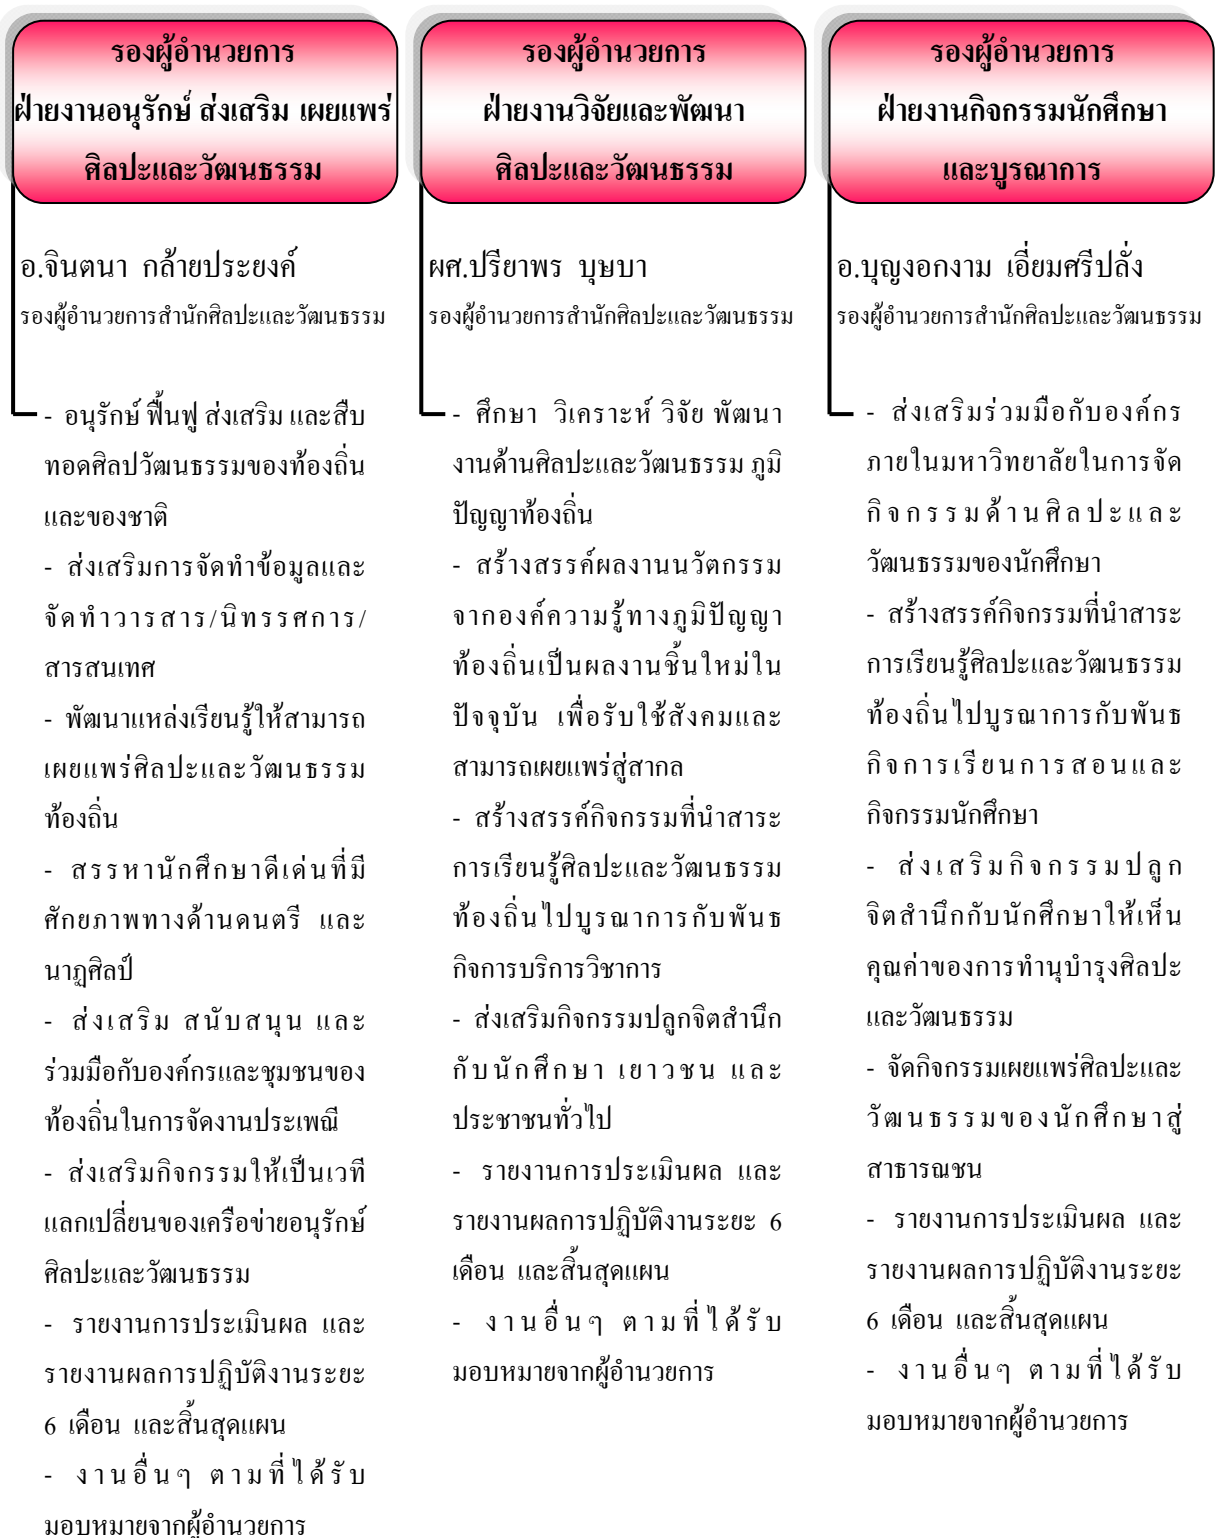 รองผู้อำนวยการ
ฝ่ายงานอนุรักษ์ ส่งเสริม เผยแพร่
ศิลปะและวัฒนธรรม
อ.จินตนา กล้ายประยงค์
รองผู้อำนวยการสำนักศิลปะและวัฒนธรรม
- อนุรักษ์ ฟื้นฟู ส่งเสริม และสืบ
ทอดศิลปวัฒนธรรมของท้องถิ่น
และของชาติ
- ส่งเสริมการจัดทำข้อมูลและ
จัดทำวารสาร/นิทรรศการ/
สารสนเทศ
- พัฒนาแหล่งเรียนรู้ให้สามารถ
เผยแพร่ศิลปะและวัฒนธรรม
ท้องถิ่น
- สรรหานักศึกษาดีเด่นที่มี
ศักยภาพทางด้านดนตรี และ
นาฏศิลป์
- ส่งเสริม สนับสนุน และ
ร่วมมือกับองค์กรและชุมชนของ
ท้องถิ่นในการจัดงานประเพณี
- ส่งเสริมกิจกรรมให้เป็นเวที
แลกเปลี่ยนของเครือข่ายอนุรักษ์
ศิลปะและวัฒนธรรม
- รายงานการประเมินผล และ
รายงานผลการปฏิบัติงานระยะ
6 เดือน และสิ้นสุดแผน
- งานอื่นๆ ตามที่ได้รับ
มอบหมายจากผู้อำนวยการ
รองผู้อำนวยการ
ฝ่ายงานวิจัยและพัฒนา
ศิลปะและวัฒนธรรม
ผศ.ปรียาพร บุษบา
รองผู้อำนวยการสำนักศิลปะและวัฒนธรรม
- ศึกษา วิเคราะห์ วิจัย พัฒนา
งานด้านศิลปะและวัฒนธรรม ภูมิ
ปัญญาท้องถิ่น
- สร้างสรรค์ผลงานนวัตกรรม
จากองค์ความรู้ทางภูมิปัญญา
ท้องถิ่นเป็นผลงานชิ้นใหม่ใน
ปัจจุบัน เพื่อรับใช้สังคมและ
สามารถเผยแพร่สู่สากล
- สร้างสรรค์กิจกรรมที่นำสาระ
การเรียนรู้ศิลปะและวัฒนธรรม
ท้องถิ่นไปบูรณาการกับพันธ
กิจการบริการวิชาการ
- ส่งเสริมกิจกรรมปลูกจิตสำนึก
กับนักศึกษา เยาวชน และ
ประชาชนทั่วไป
- รายงานการประเมินผล และ
รายงานผลการปฏิบัติงานระยะ 6
เดือน และสิ้นสุดแผน
- งานอื่นๆ ตามที่ได้รับ
มอบหมายจากผู้อำนวยการ
รองผู้อำนวยการ
ฝ่ายงานกิจกรรมนักศึกษา
และบูรณาการ
อ.บุญงอกงาม เอี่ยมศรีปลั่ง
รองผู้อำนวยการสำนักศิลปะและวัฒนธรรม
- ส่งเสริมร่วมมือกับองค์กร
ภายในมหาวิทยาลัยในการจัด
กิจกรรมด้านศิลปะและ
วัฒนธรรมของนักศึกษา
- สร้างสรรค์กิจกรรมที่นำสาระ
การเรียนรู้ศิลปะและวัฒนธรรม
ท้องถิ่นไปบูรณาการกับพันธ
กิจการเรียนการสอนและ
กิจกรรมนักศึกษา
- ส่งเสริมกิจกรรมปลูก
จิตสำนึกกับนักศึกษาให้เห็น
คุณค่าของการทำนุบำรุงศิลปะ
และวัฒนธรรม
- จัดกิจกรรมเผยแพร่ศิลปะและ
วัฒนธรรมของนักศึกษาสู่
สาธารณชน
- รายงานการประเมินผล และ
รายงานผลการปฏิบัติงานระยะ
6 เดือน และสิ้นสุดแผน
- งานอื่นๆ ตามที่ได้รับ
มอบหมายจากผู้อำนวยการ